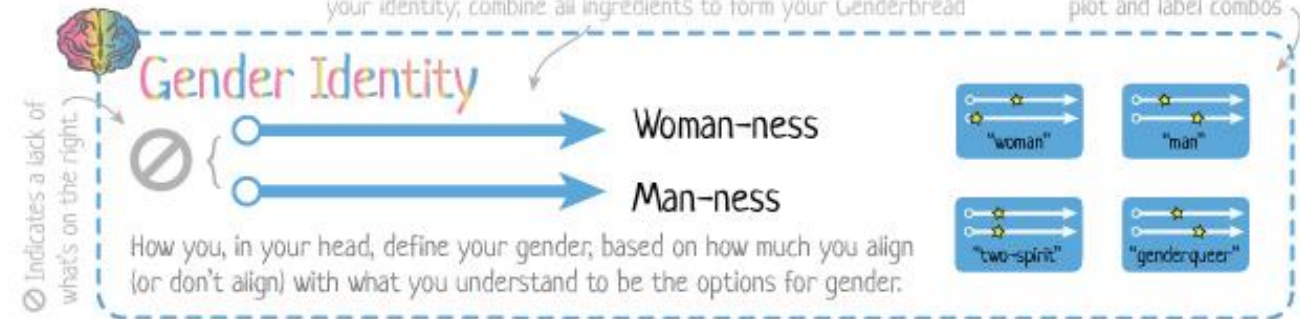 your identity; combine all ingredients to form your Genderbread
plot and label combos
Gender Identity
⊘ Indicates a lack of
what's on the right.
Woman-ness
Man-ness
How you, in your head, define your gender, based on how much you align
(or don't align) with what you understand to be the options for gender.
"woman"
"man"
"two-spirit"
"genderqueer"